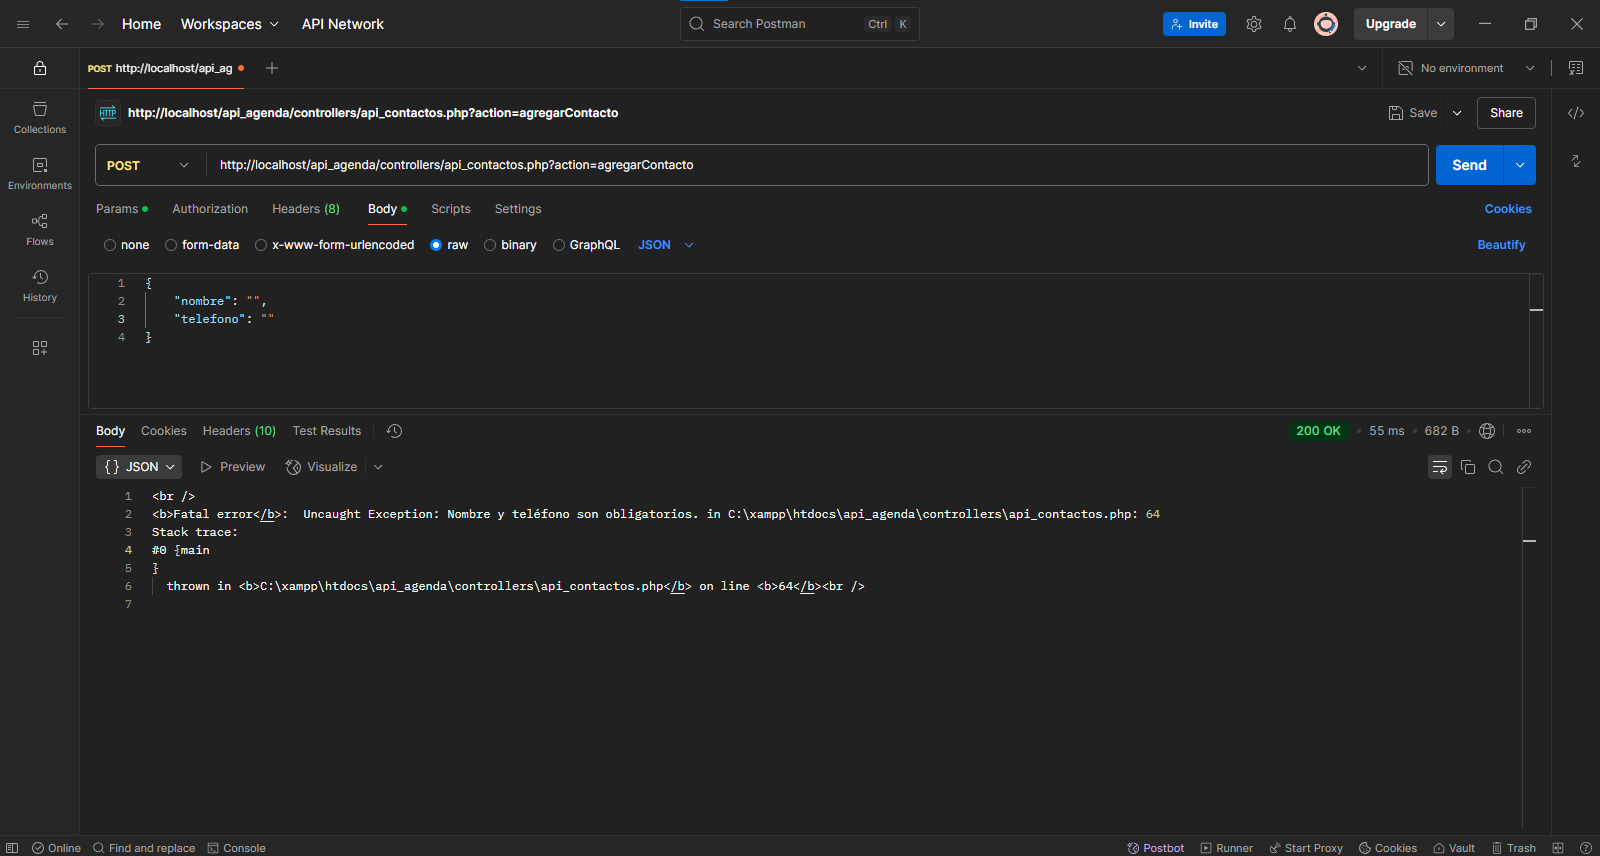 Home Workspaces API Network Search Postman Ctrl K Invite Upgrade
POST http://localhost/api_ag No environment
HTTP http://localhost/api_agenda/controllers/api_contactos.php?action=agregarContacto Save Share
Collections
Environments
Flows
History
POST http://localhost/api_agenda/controllers/api_contactos.php?action=agregarContacto Send
Params Authorization Headers (8) Body Scripts Settings Cookies
none form-data x-www-form-urlencoded raw binary GraphQL JSON Beautify
1 {
2 "nombre": "",
3 "telefono": ""
4 }
Body Cookies Headers (10) Test Results 200 OK 55 ms 682 B
{} JSON Preview Visualize
1 <br />
2 <b>Fatal error</b>:  Uncaught Exception: Nombre y teléfono son obligatorios. in C:\xampp\htdocs\api_agenda\controllers\api_contactos.php: 64
3 Stack trace:
4 #0 {main
5 }
6 thrown in <b>C:\xampp\htdocs\api_agenda\controllers\api_contactos.php</b> on line <b>64</b><br />
7
Online Find and replace Console Postbot Runner Start Proxy Cookies Vault Trash